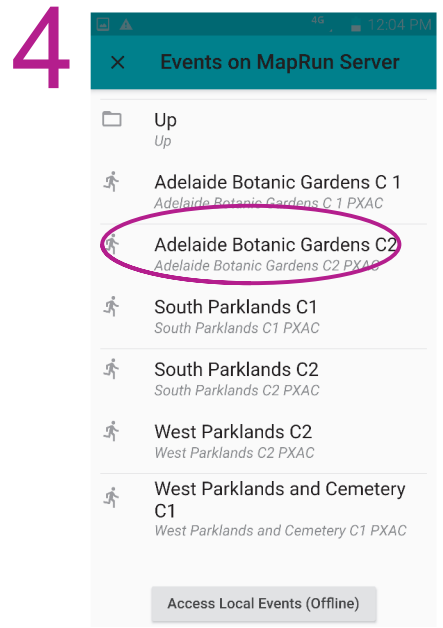 4
4G 12:04 PM
× Events on MapRun Server
Up
Up
Adelaide Botanic Gardens C 1
Adelaide Botanic Gardens C 1 PXAC
Adelaide Botanic Gardens C2
Adelaide Botanic Gardens C2 PXAC
South Parklands C1
South Parklands C1 PXAC
South Parklands C2
South Parklands C2 PXAC
West Parklands C2
West Parklands C2 PXAC
West Parklands and Cemetery
C1
West Parklands and Cemetery C1 PXAC
Access Local Events (Offline)